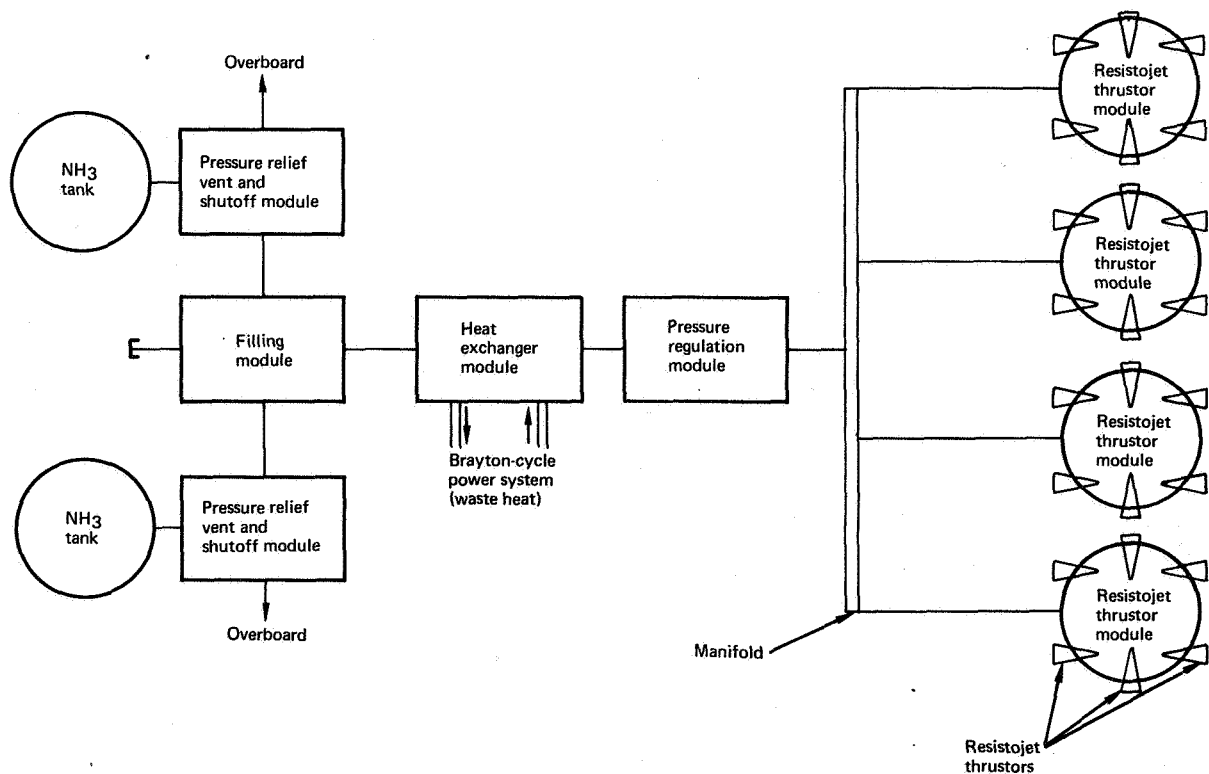 Overboard
NH3
tank
Pressure relief
vent and
shutoff module
Filling
module
Heat
exchanger
module
Pressure
regulation
module
Brayton-cycle
power system
(waste heat)
NH3
tank
Pressure relief
vent and
shutoff module
Overboard
Manifold
Resistojet
thrustor
module
Resistojet
thrustor
module
Resistojet
thrustor
module
Resistojet
thrustor
module
Resistojet
thrustors